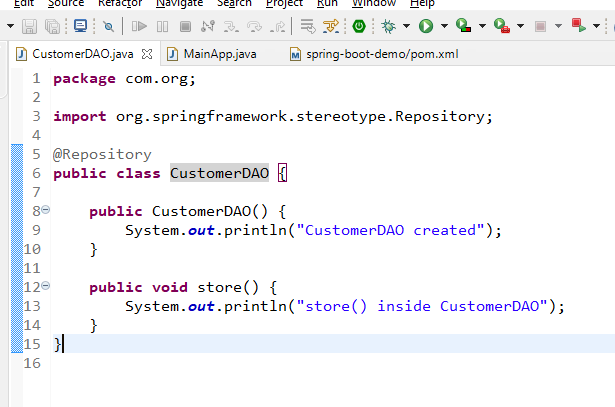 Edit Source Refactor Navigate Search Project Run Window Help
CustomerDAO.java MainApp.java spring-boot-demo/pom.xml
1 package com.org;
2
3 import org.springframework.stereotype.Repository;
4
5 @Repository
6 public class CustomerDAO {
7
8 public CustomerDAO() {
9 System.out.println("CustomerDAO created");
10 }
11
12 public void store() {
13 System.out.println("store() inside CustomerDAO");
14 }
15 }
16